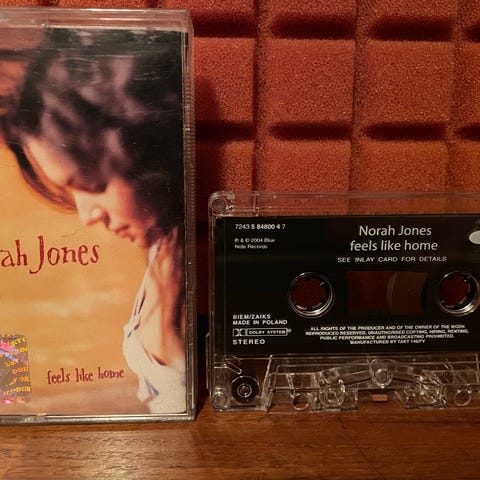 ah Jones
feels like home
7243 5 84800 4 7
℗ & © 2004 Blue
Note Records
Norah Jones
feels like home
SEE INLAY CARD FOR DETAILS
BIEM/ZAIKS
MADE IN POLAND
DOLBY SYSTEM
STEREO
ALL RIGHTS OF THE PRODUCER AND OF THE OWNER OF THE WORK
REPRODUCED RESERVED. UNAUTHORISED COPYING, HIRING, RENTING,
PUBLIC PERFORMANCE AND BROADCASTING PROHIBITED.
MANUFACTURED BY TAKT 146/FV